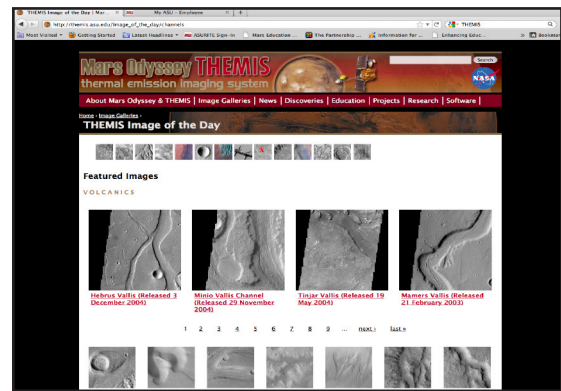 THEMIS Image of the Day | Mar...
My ASU - Employee
http://themis.asu.edu/image_of_the_day/channels
THEMIS
Most Visited
Getting Started
Latest Headlines
ASURITE Sign-In
Mars Education ...
The Partnership ...
Information for ...
Enhancing Educ...
Mars Odyssey THEMIS
thermal emission imaging system
Search
NASA
About Mars Odyssey & THEMIS | Image Galleries | News | Discoveries | Education | Projects | Research | Software |
Home › Image Galleries ›
THEMIS Image of the Day
Featured Images
VOLCANICS
Hebrus Vallis (Released 3
December 2004)
Minio Vallis Channel
(Released 29 November
2004)
Tinjar Vallis (Released 19
May 2004)
Mamers Vallis (Released
21 February 2003)
1 2 3 4 5 6 7 8 9 ... next › last »